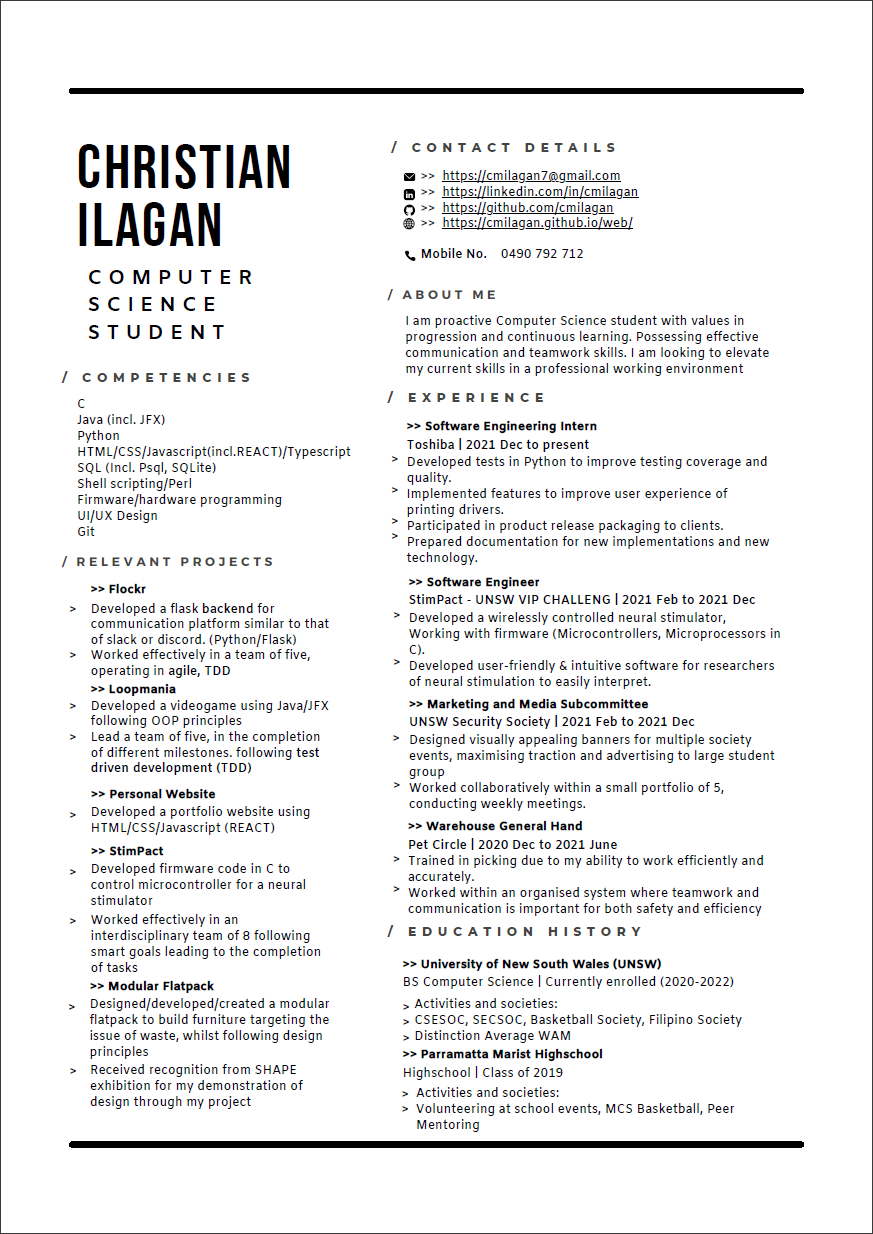 CHRISTIAN
ILAGAN
COMPUTER
SCIENCE
STUDENT
/ COMPETENCIES
C
Java (incl. JFX)
Python
HTML/CSS/Javascript(incl.REACT)/Typescript
SQL (Incl. Psql, SQLite)
Shell scripting/Perl
Firmware/hardware programming
UI/UX Design
Git
/ RELEVANT PROJECTS
>> Flockr
> Developed a flask backend for
communication platform similar to that
of slack or discord. (Python/Flask)
> Worked effectively in a team of five,
operating in agile, TDD
>> Loopmania
> Developed a videogame using Java/JFX
following OOP principles
> Lead a team of five, in the completion
of different milestones. following test
driven development (TDD)
>> Personal Website
> Developed a portfolio website using
HTML/CSS/Javascript (REACT)
>> StimPact
> Developed firmware code in C to
control microcontroller for a neural
stimulator
> Worked effectively in an
interdisciplinary team of 8 following
smart goals leading to the completion
of tasks
>> Modular Flatpack
> Designed/developed/created a modular
flatpack to build furniture targeting the
issue of waste, whilst following design
principles
> Received recognition from SHAPE
exhibition for my demonstration of
design through my project
/ CONTACT DETAILS
>> https://cmilagan7@gmail.com
>> https://linkedin.com/in/cmilagan
>> https://github.com/cmilagan
>> https://cmilagan.github.io/web/
Mobile No. 0490 792 712
/ ABOUT ME
I am proactive Computer Science student with values in
progression and continuous learning. Possessing effective
communication and teamwork skills. I am looking to elevate
my current skills in a professional working environment
/ EXPERIENCE
>> Software Engineering Intern
Toshiba | 2021 Dec to present
> Developed tests in Python to improve testing coverage and
quality.
> Implemented features to improve user experience of
printing drivers.
> Participated in product release packaging to clients.
> Prepared documentation for new implementations and new
technology.
>> Software Engineer
StimPact - UNSW VIP CHALLENG | 2021 Feb to 2021 Dec
> Developed a wirelessly controlled neural stimulator,
Working with firmware (Microcontrollers, Microprocessors in
C).
> Developed user-friendly & intuitive software for researchers
of neural stimulation to easily interpret.
>> Marketing and Media Subcommittee
UNSW Security Society | 2021 Feb to 2021 Dec
> Designed visually appealing banners for multiple society
events, maximising traction and advertising to large student
group
> Worked collaboratively within a small portfolio of 5,
conducting weekly meetings.
>> Warehouse General Hand
Pet Circle | 2020 Dec to 2021 June
> Trained in picking due to my ability to work efficiently and
accurately.
> Worked within an organised system where teamwork and
communication is important for both safety and efficiency
/ EDUCATION HISTORY
>> University of New South Wales (UNSW)
BS Computer Science | Currently enrolled (2020-2022)
> Activities and societies:
> CSESOC, SECSOC, Basketball Society, Filipino Society
> Distinction Average WAM
>> Parramatta Marist Highschool
Highschool | Class of 2019
> Activities and societies:
> Volunteering at school events, MCS Basketball, Peer
Mentoring